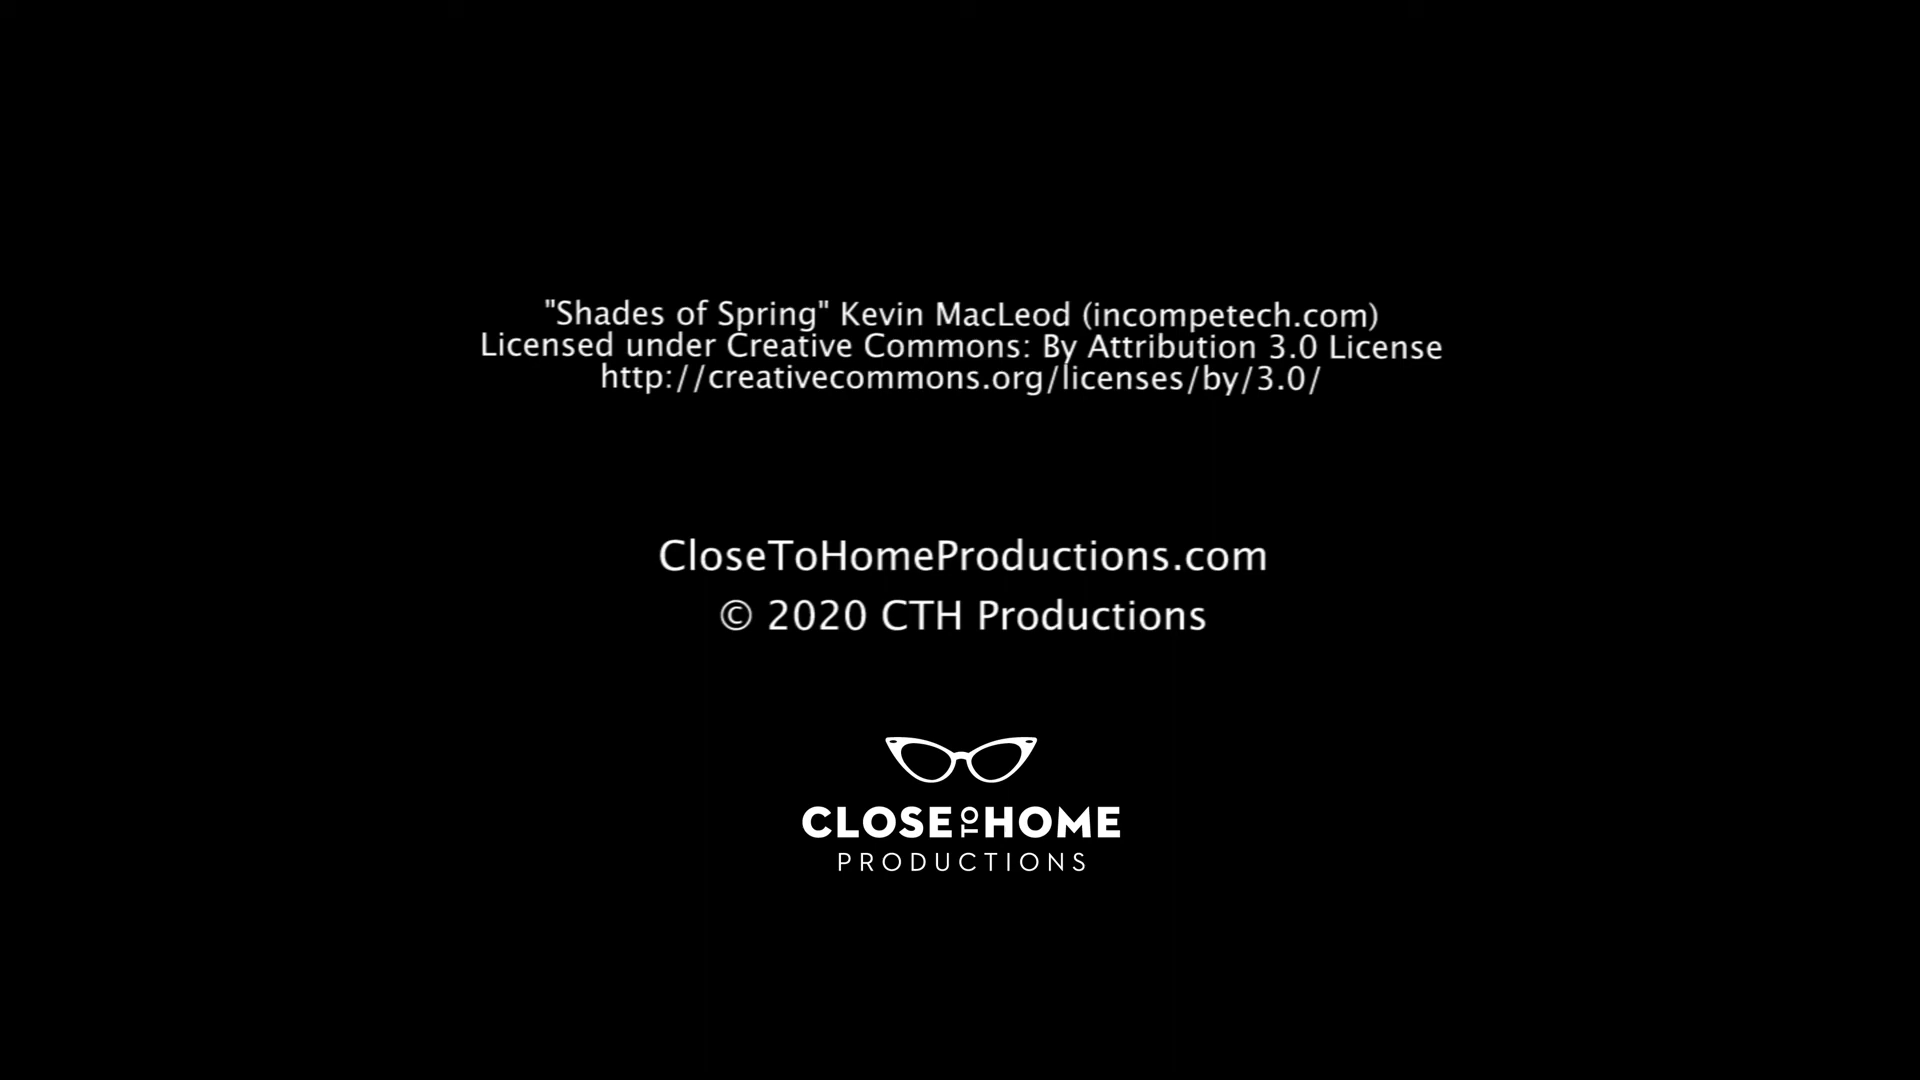 "Shades of Spring" Kevin MacLeod (incompetech.com)
Licensed under Creative Commons: By Attribution 3.0 License
http://creativecommons.org/licenses/by/3.0/
CloseToHomeProductions.com
© 2020 CTH Productions
CLOSE TO HOME
PRODUCTIONS